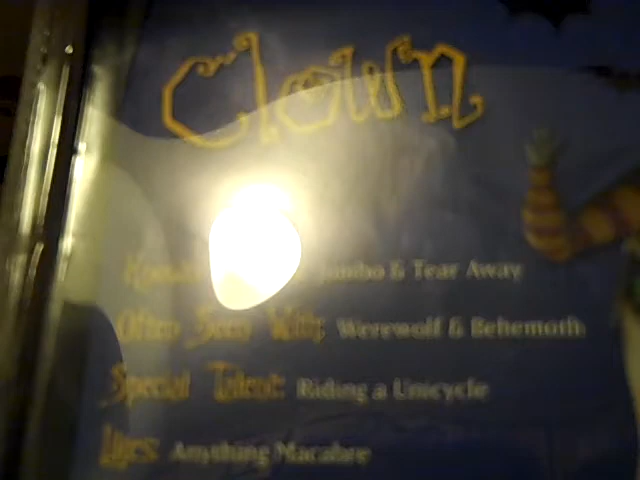 Clown
Jumbo & Tear Away
Often Seen With: Werewolf & Behemoth
Special Talent: Riding a Unicycle
Likes: Anything Macabre